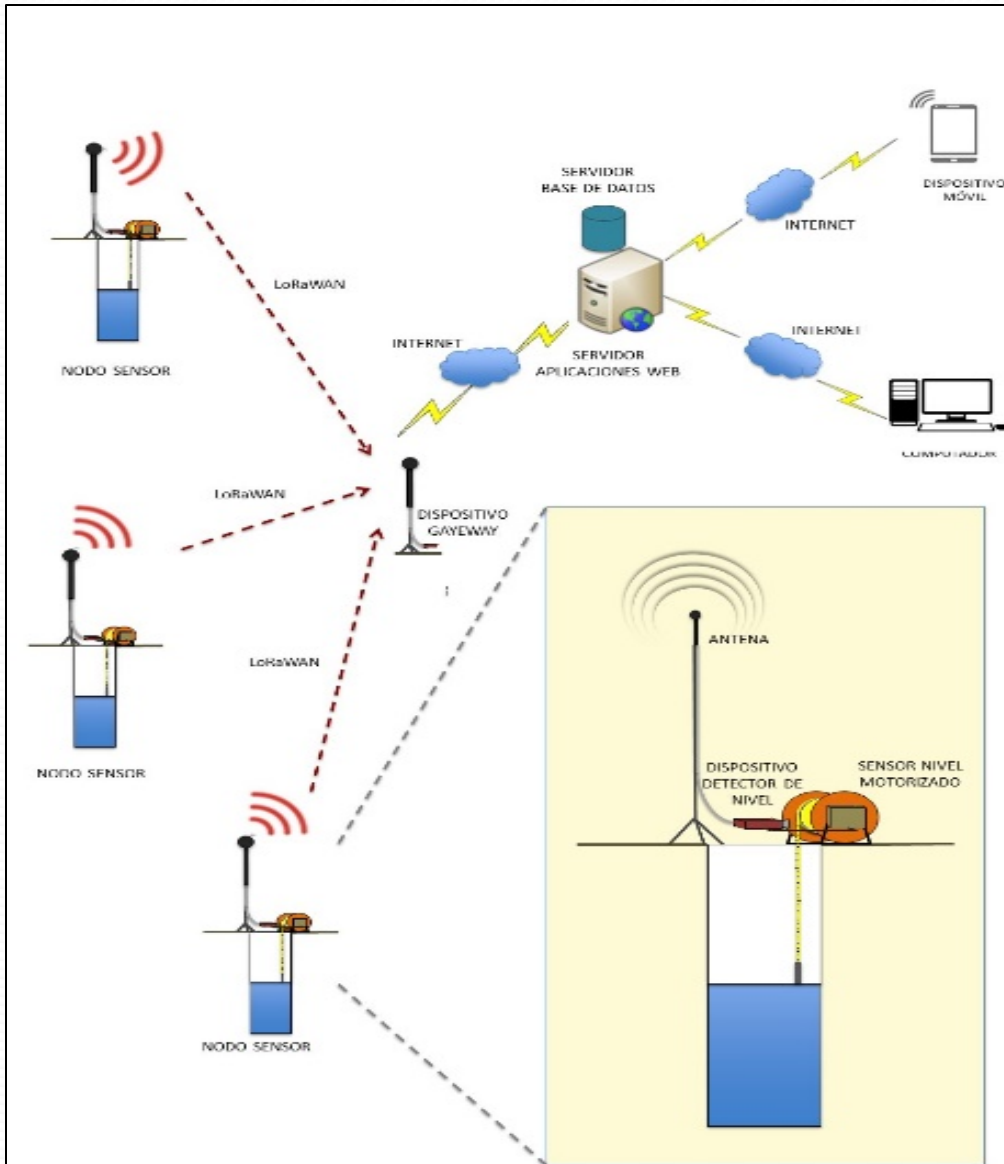 SERVIDOR
BASE DE DATOS
DISPOSITIVO
MÓVIL
INTERNET
LoRaWAN
NODO SENSOR
INTERNET
SERVIDOR
APLICACIONES WEB
INTERNET
COMPUTADOR
LoRaWAN
DISPOSITIVO
GAYEWAY
NODO SENSOR
LoRaWAN
NODO SENSOR
ANTENA
DISPOSITIVO
DETECTOR DE
NIVEL
SENSOR NIVEL
MOTORIZADO